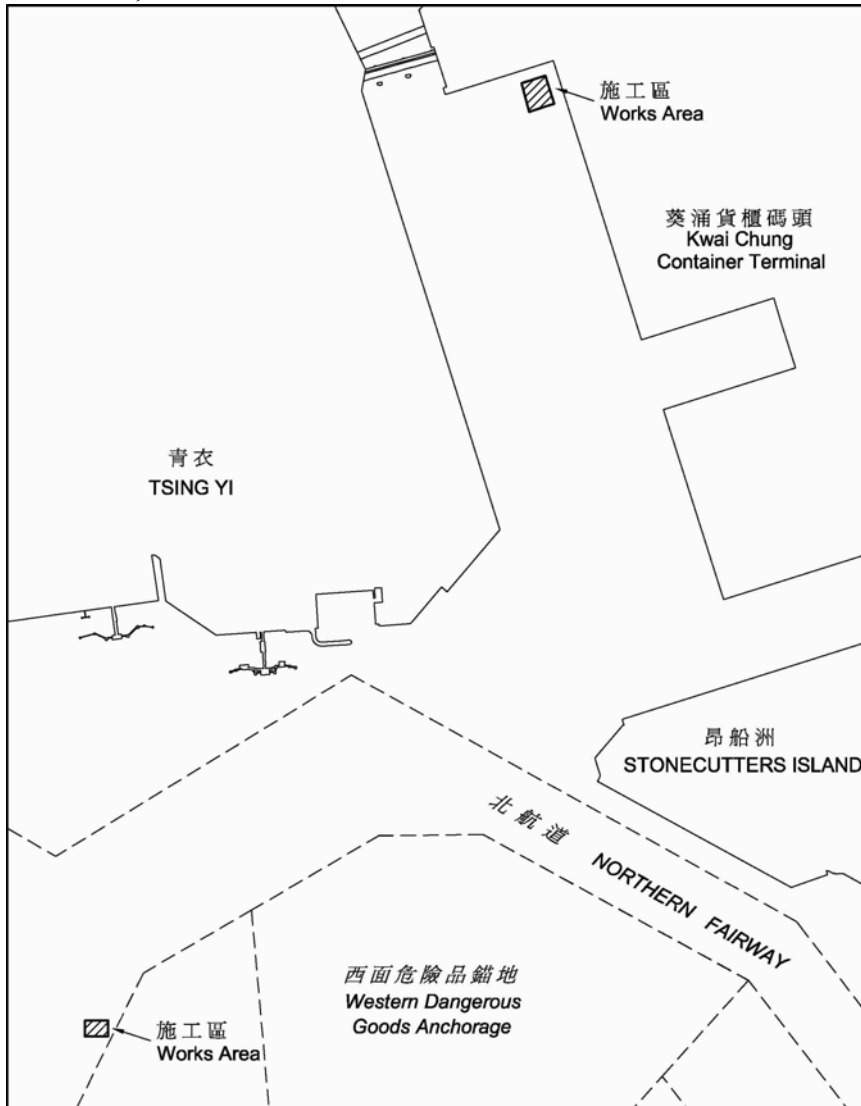 施工區
Works Area
葵涌貨櫃碼頭
Kwai Chung
Container Terminal
青衣
TSING YI
昂船洲
STONECUTTERS ISLAND
北航道 NORTHERN FAIRWAY
西面危險品錨地
Western Dangerous
Goods Anchorage
施工區
Works Area